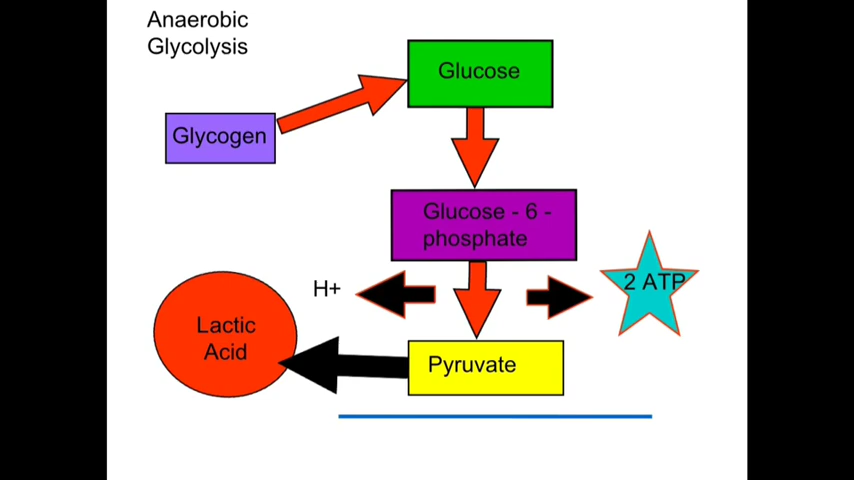 Anaerobic
Glycolysis
Glucose
Glycogen
Glucose - 6 -
phosphate
H+
2 ATP
Lactic
Acid
Pyruvate